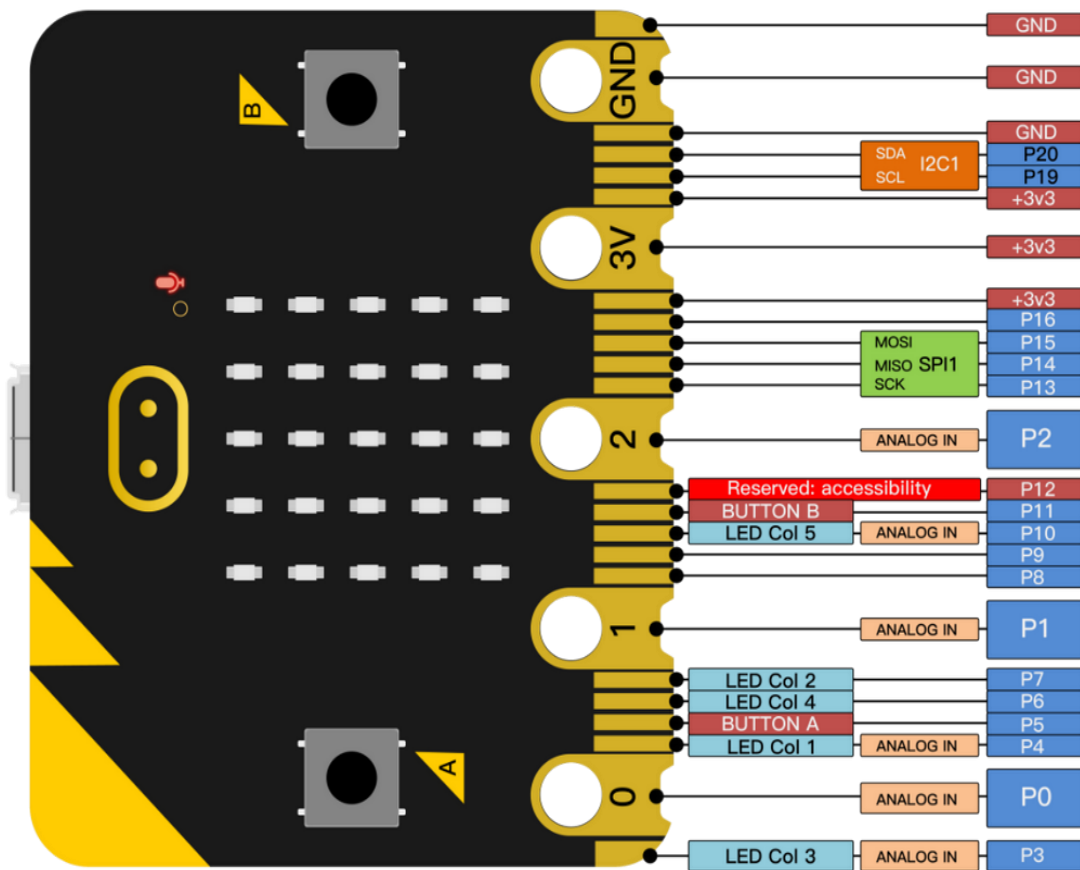 GND
GND
GND
B
GND
SDA I2C1 P20
SCL P19
+3v3
3V +3v3
+3v3
P16
MOSI P15
MISO SPI1 P14
SCK P13
2 ANALOG IN P2
Reserved: accessibility P12
BUTTON B P11
LED Col 5 ANALOG IN P10
P9
P8
1 ANALOG IN P1
LED Col 2 P7
LED Col 4 P6
BUTTON A P5
LED Col 1 ANALOG IN P4
A
0 ANALOG IN P0
LED Col 3 ANALOG IN P3